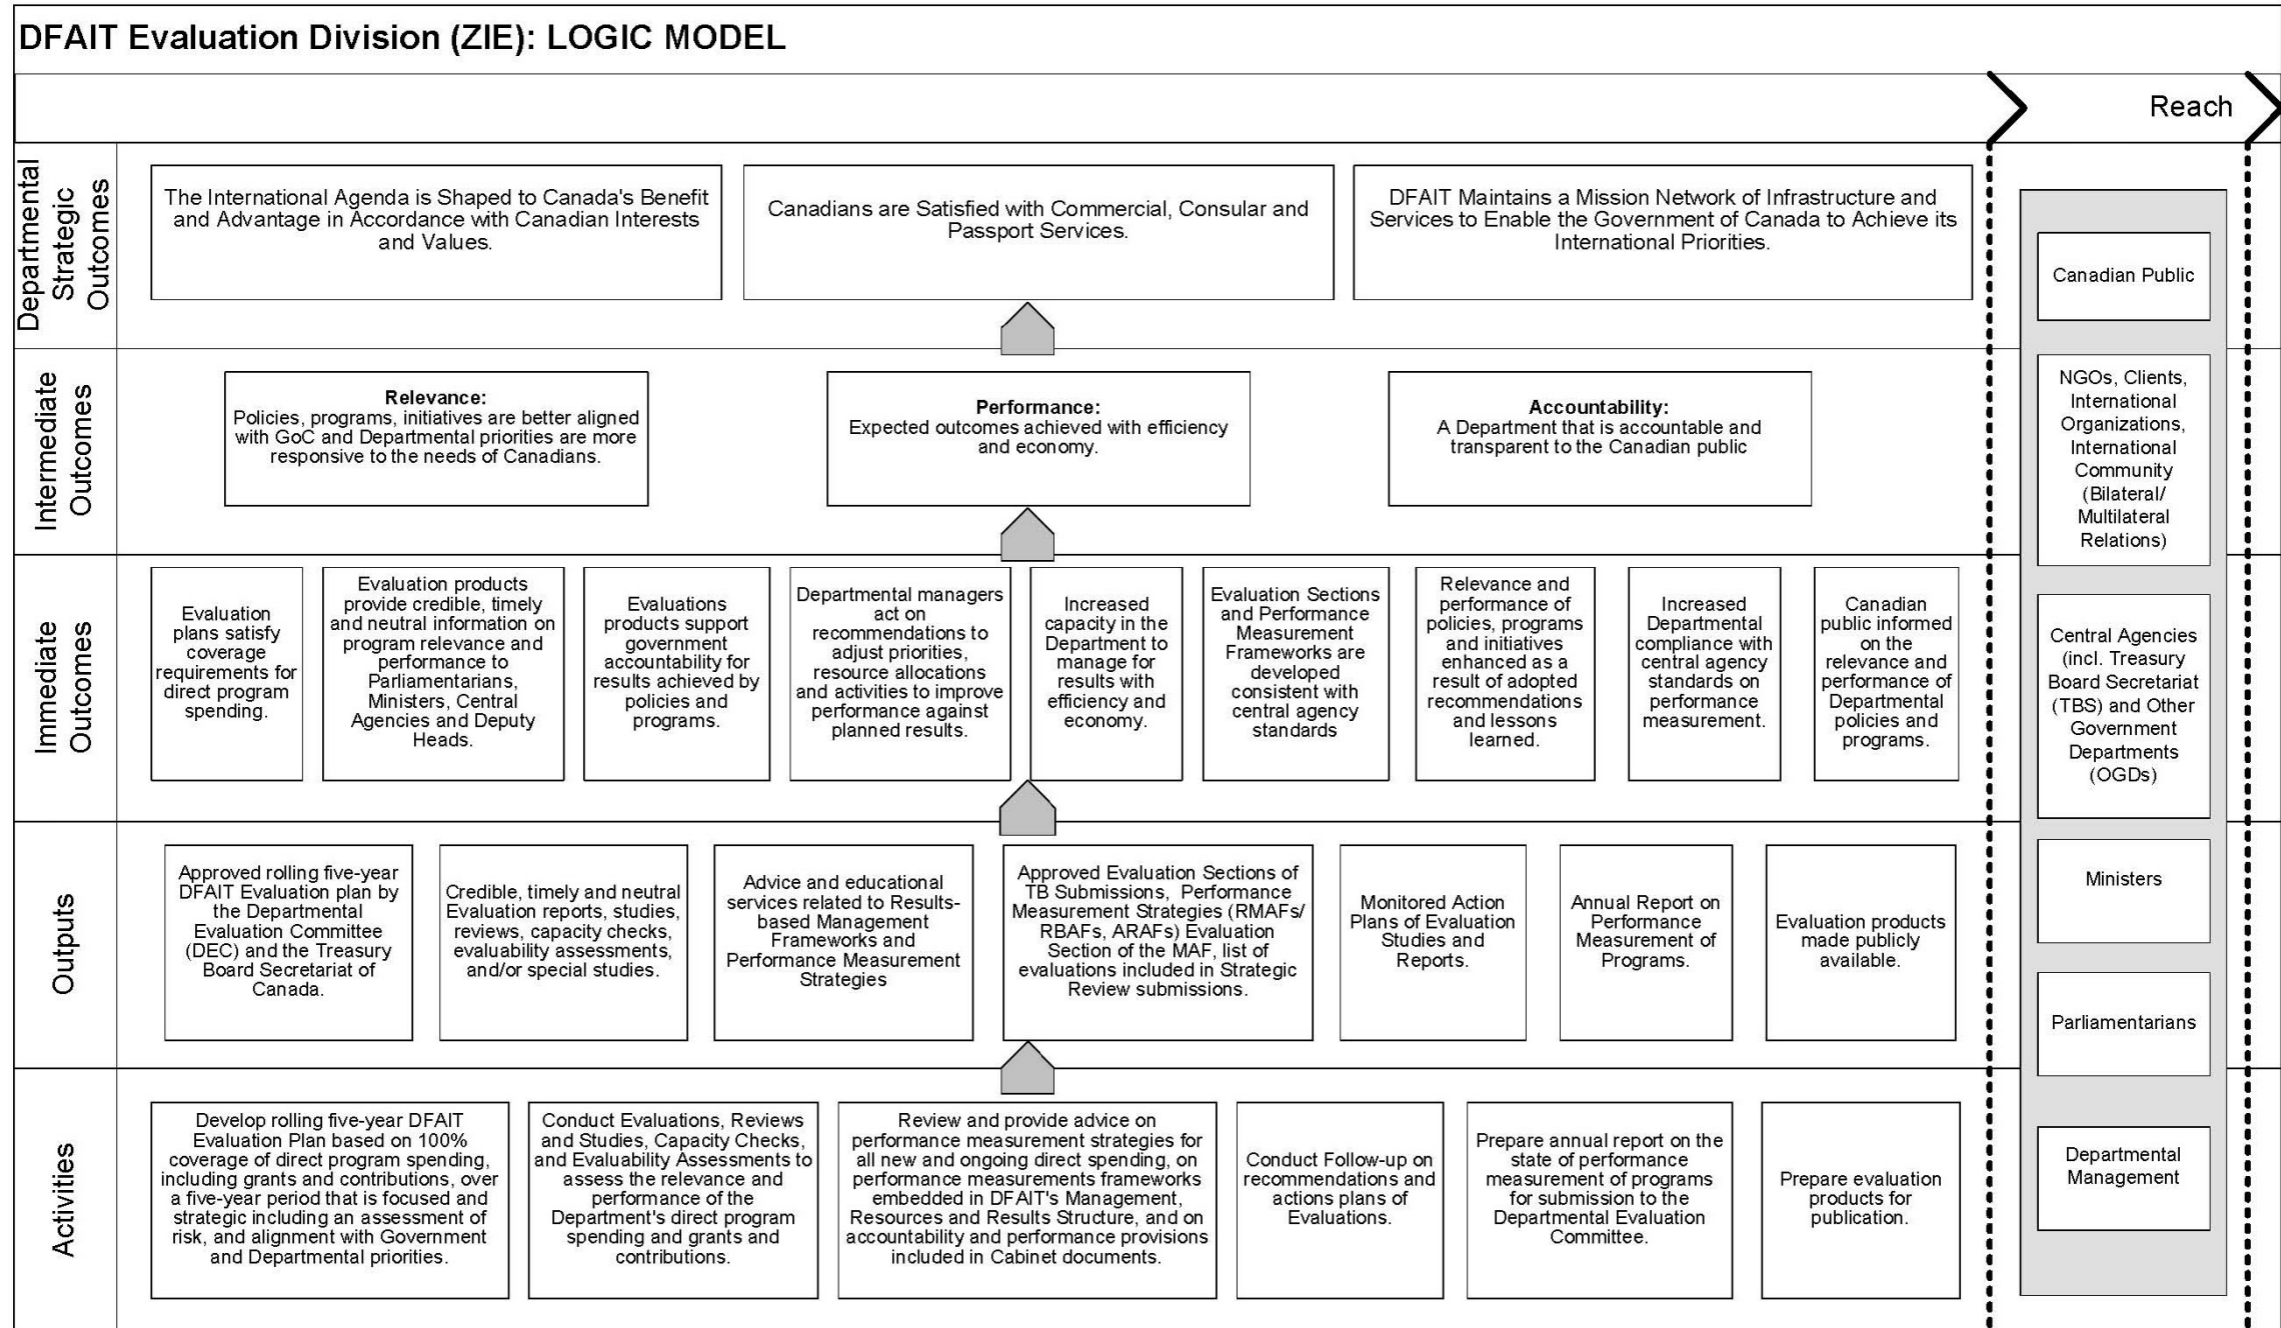 DFAIT Evaluation Division (ZIE): LOGIC MODEL
Reach
Departmental
Strategic
Outcomes
The International Agenda is Shaped to Canada's Benefit
and Advantage in Accordance with Canadian Interests
and Values.
Canadians are Satisfied with Commercial, Consular and
Passport Services.
DFAIT Maintains a Mission Network of Infrastructure and
Services to Enable the Government of Canada to Achieve its
International Priorities.
Intermediate
Outcomes
Relevance:
Policies, programs, initiatives are better aligned
with GoC and Departmental priorities are more
responsive to the needs of Canadians.
Performance:
Expected outcomes achieved with efficiency
and economy.
Accountability:
A Department that is accountable and
transparent to the Canadian public
Immediate
Outcomes
Evaluation
plans satisfy
coverage
requirements for
direct program
spending.
Evaluation products
provide credible, timely
and neutral information on
program relevance and
performance to
Parliamentarians,
Ministers, Central
Agencies and Deputy
Heads.
Evaluations
products support
government
accountability for
results achieved by
policies and
programs.
Departmental managers
act on
recommendations to
adjust priorities,
resource allocations
and activities to improve
performance against
planned results.
Increased
capacity in the
Department to
manage for
results with
efficiency and
economy.
Evaluation Sections
and Performance
Measurement
Frameworks are
developed
consistent with
central agency
standards
Relevance and
performance of
policies, programs
and initiatives
enhanced as a
result of adopted
recommendations
and lessons
learned.
Increased
Departmental
compliance with
central agency
standards on
performance
measurement.
Canadian
public informed
on the
relevance and
performance of
Departmental
policies and
programs.
Outputs
Approved rolling five-year
DFAIT Evaluation plan by
the Departmental
Evaluation Committee
(DEC) and the Treasury
Board Secretariat of
Canada.
Credible, timely and neutral
Evaluation reports, studies,
reviews, capacity checks,
evaluability assessments,
and/or special studies.
Advice and educational
services related to Results-
based Management
Frameworks and
Performance Measurement
Strategies
Approved Evaluation Sections of
TB Submissions, Performance
Measurement Strategies (RMAFs/
RBAFs, ARAFs) Evaluation
Section of the MAF, list of
evaluations included in Strategic
Review submissions.
Monitored Action
Plans of Evaluation
Studies and
Reports.
Annual Report on
Performance
Measurement of
Programs.
Evaluation products
made publicly
available.
Activities
Develop rolling five-year DFAIT
Evaluation Plan based on 100%
coverage of direct program spending,
including grants and contributions, over
a five-year period that is focused and
strategic including an assessment of
risk, and alignment with Government
and Departmental priorities.
Conduct Evaluations, Reviews
and Studies, Capacity Checks,
and Evaluability Assessments to
assess the relevance and
performance of the
Department's direct program
spending and grants and
contributions.
Review and provide advice on
performance measurement strategies for
all new and ongoing direct spending, on
performance measurements frameworks
embedded in DFAIT's Management,
Resources and Results Structure, and on
accountability and performance provisions
included in Cabinet documents.
Conduct Follow-up on
recommendations and
actions plans of
Evaluations.
Prepare annual report on the
state of performance
measurement of programs
for submission to the
Departmental Evaluation
Committee.
Prepare evaluation
products for
publication.
Canadian Public
NGOs, Clients,
International
Organizations,
International
Community
(Bilateral/
Multilateral
Relations)
Central Agencies
(incl. Treasury
Board Secretariat
(TBS) and Other
Government
Departments
(OGDs)
Ministers
Parliamentarians
Departmental
Management